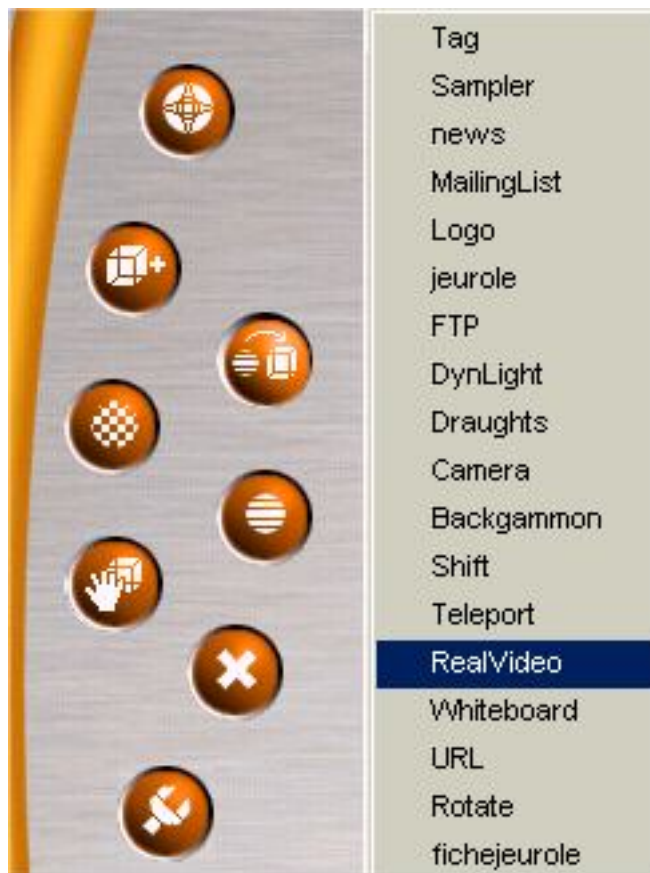 Tag
Sampler
news
MailingList
Logo
jeurole
FTP
DynLight
Draughts
Camera
Backgammon
Shift
Teleport
RealVideo
Whiteboard
URL
Rotate
fichejeurole